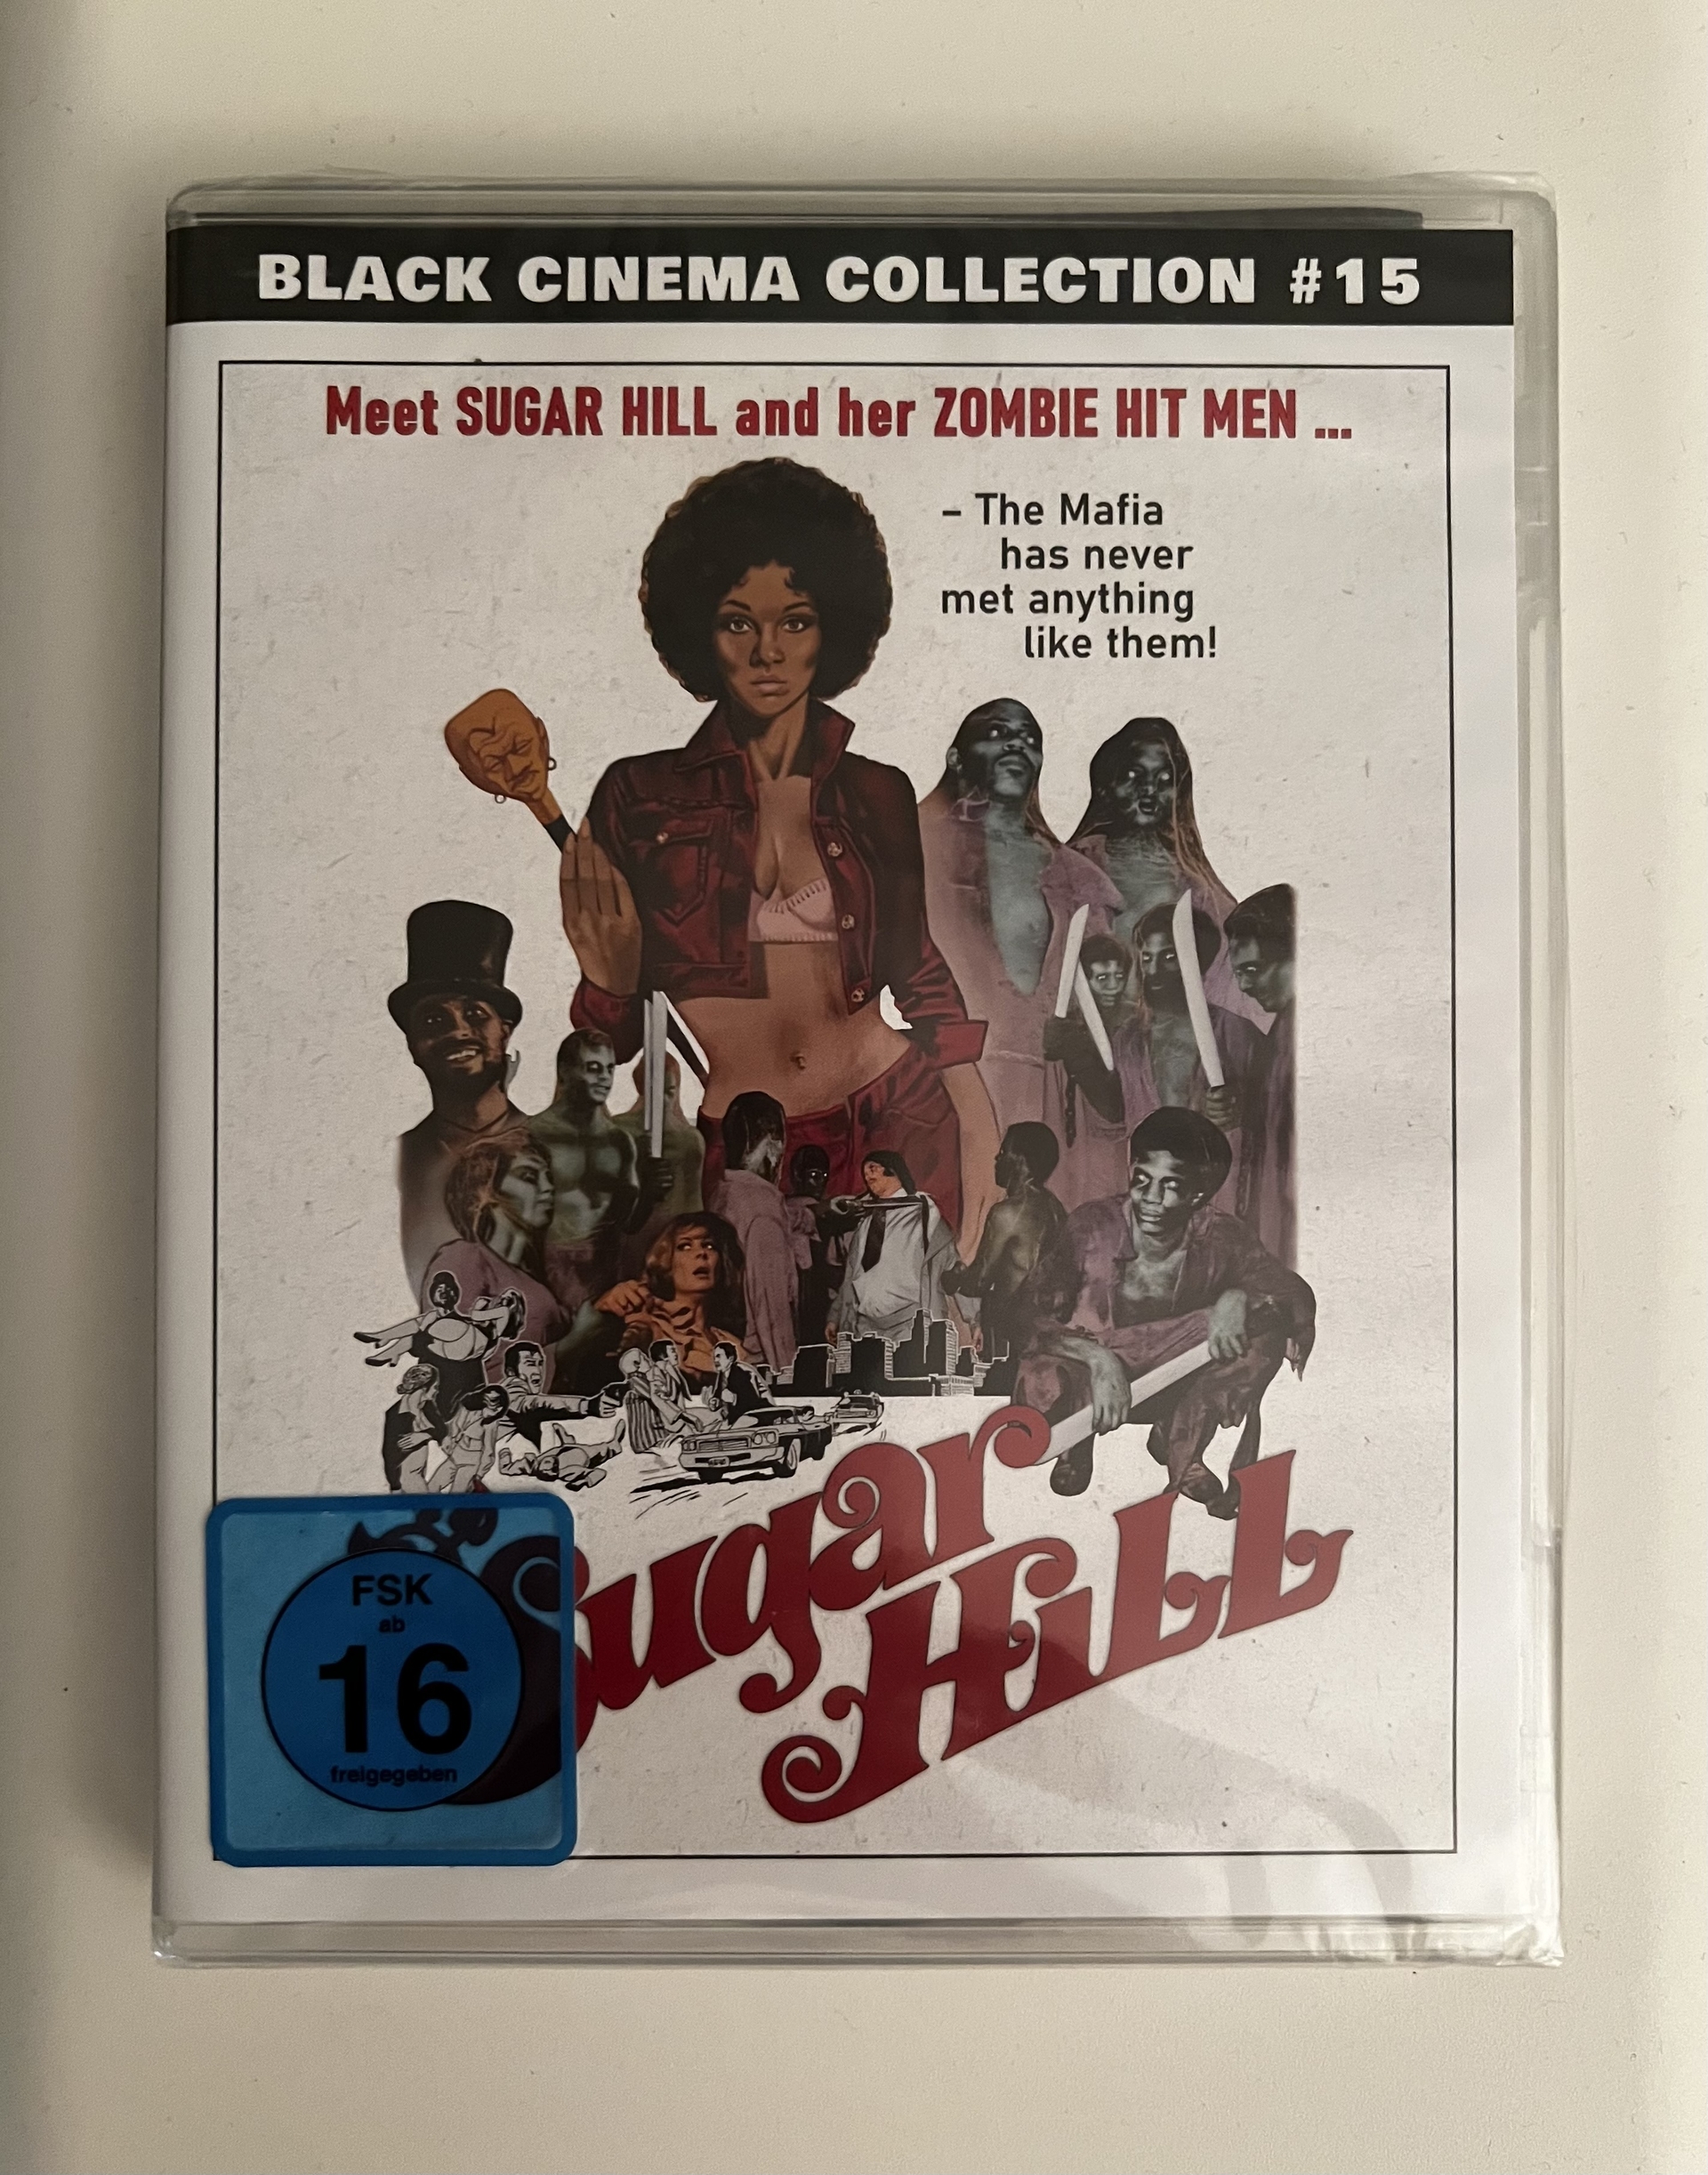 BLACK CINEMA COLLECTION #15
Meet SUGAR HILL and her ZOMBIE HIT MEN ...
– The Mafia
has never
met anything
like them!
Sugar
Hill
FSK
ab
16
freigegeben